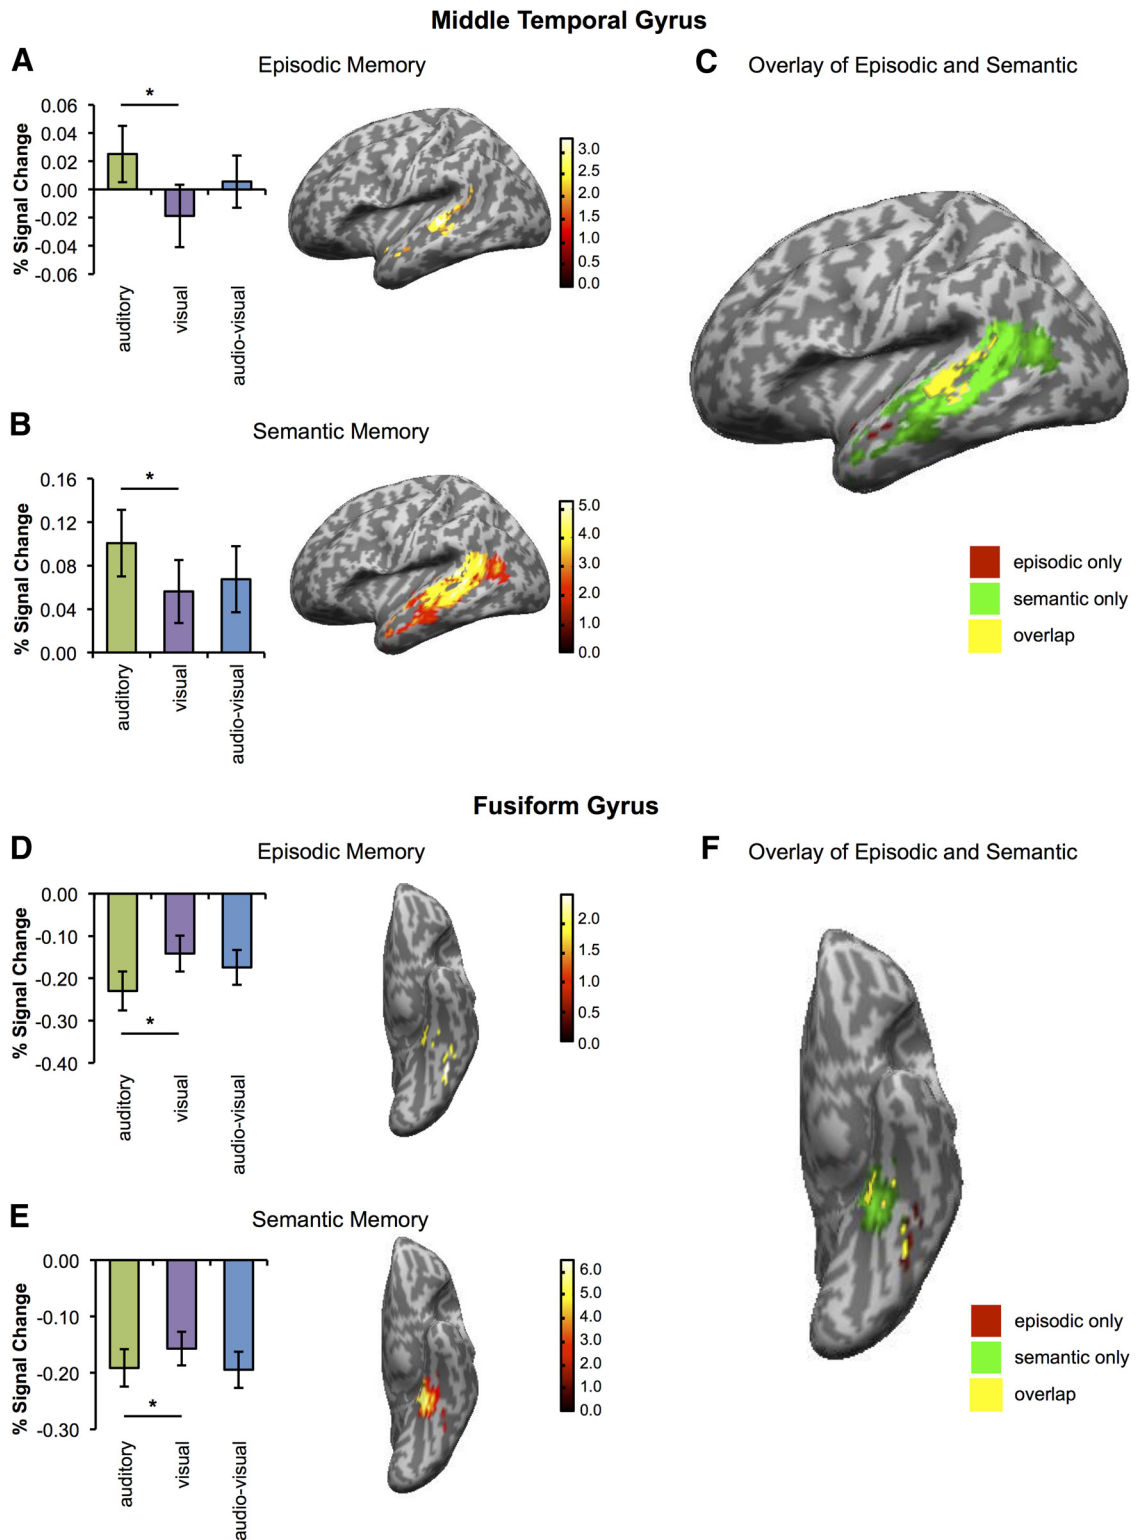 Middle Temporal Gyrus
A
Episodic Memory
% Signal Change
0.06
0.04
0.02
0.00
-0.02
-0.04
-0.06
*
auditory
visual
audio-visual
3.0
2.5
2.0
1.5
1.0
0.5
0.0
B
Semantic Memory
% Signal Change
0.16
0.12
0.08
0.04
0.00
*
auditory
visual
audio-visual
5.0
4.0
3.0
2.0
1.0
0.0
C
Overlay of Episodic and Semantic
episodic only
semantic only
overlap
Fusiform Gyrus
D
Episodic Memory
% Signal Change
0.00
-0.10
-0.20
-0.30
-0.40
*
auditory
visual
audio-visual
2.0
1.5
1.0
0.5
0.0
E
Semantic Memory
% Signal Change
0.00
-0.10
-0.20
-0.30
*
auditory
visual
audio-visual
6.0
5.0
4.0
3.0
2.0
1.0
0.0
F
Overlay of Episodic and Semantic
episodic only
semantic only
overlap